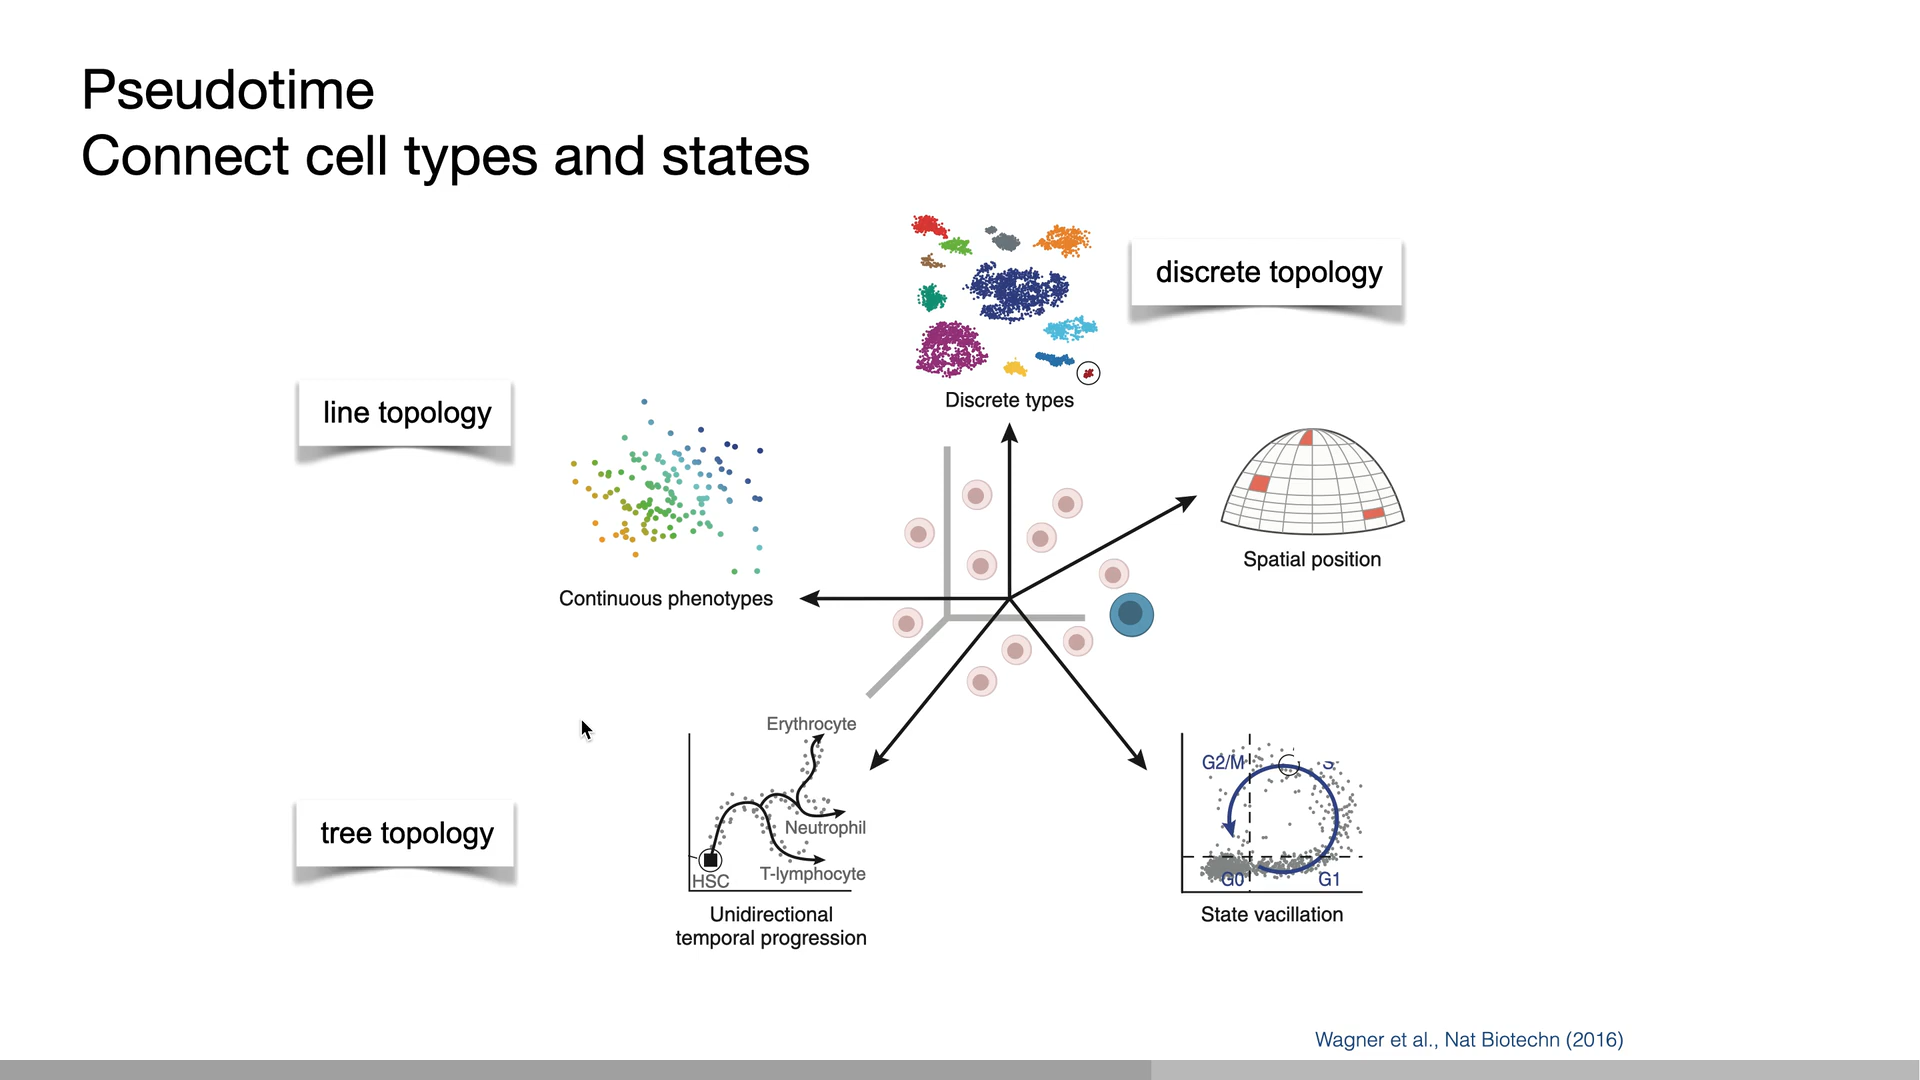 Pseudotime
Connect cell types and states
discrete topology
line topology
Discrete types
Spatial position
Continuous phenotypes
Erythrocyte
G2/M
S
tree topology
Neutrophil
T-lymphocyte
HSC
G0
G1
Unidirectional
temporal progression
State vacillation
Wagner et al., Nat Biotechn (2016)